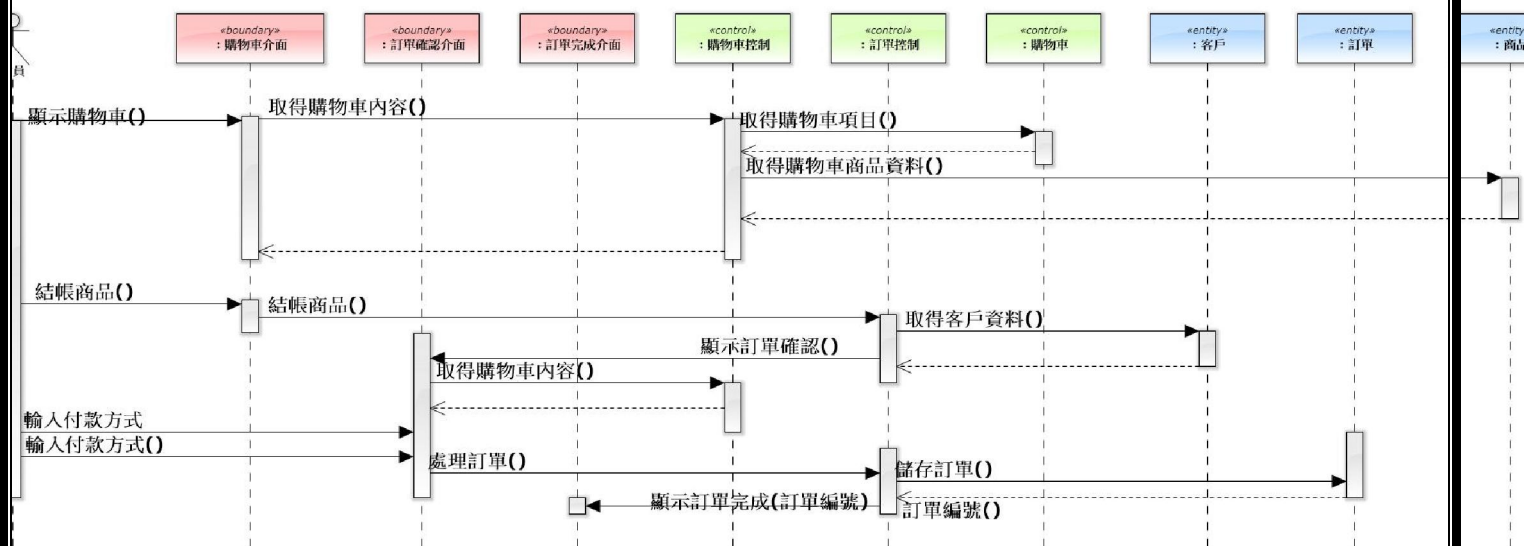 «boundary»
：購物車介面
«boundary»
：訂單確認介面
«boundary»
：訂單完成介面
«control»
：購物車控制
«control»
：訂單控制
«control»
：購物車
«entity»
：客戶
«entity»
：訂單
«entity
：商品
員
顯示購物車()
取得購物車內容()
取得購物車項目()
取得購物車商品資料()
結帳商品()
結帳商品()
取得客戶資料()
顯示訂單確認()
取得購物車內容()
輸入付款方式
輸入付款方式()
處理訂單()
儲存訂單()
顯示訂單完成(訂單編號)
訂單編號()